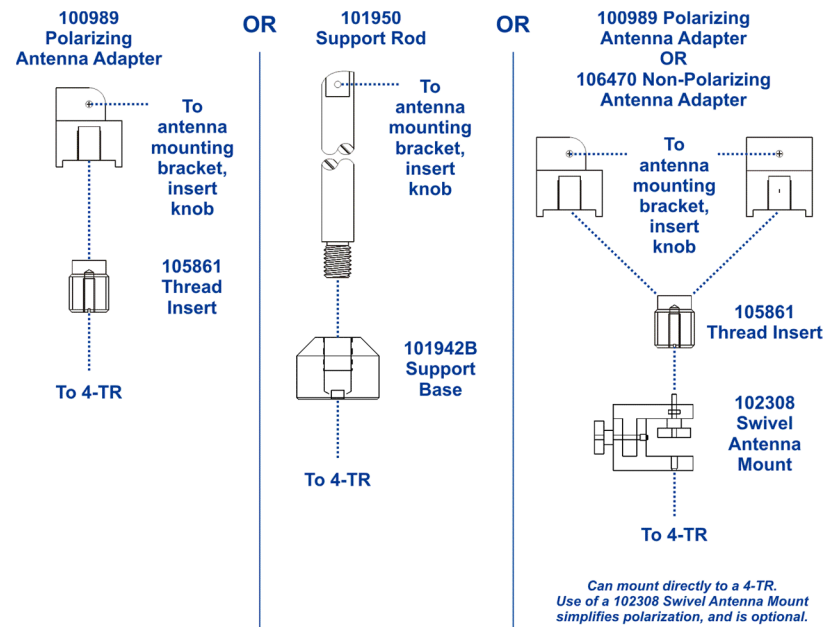 100989
Polarizing
Antenna Adapter
To
antenna
mounting
bracket,
insert
knob
105861
Thread
Insert
To 4-TR
OR
101950
Support Rod
To
antenna
mounting
bracket,
insert
knob
101942B
Support
Base
To 4-TR
OR
100989 Polarizing
Antenna Adapter
OR
106470 Non-Polarizing
Antenna Adapter
To
antenna
mounting
bracket,
insert
knob
105861
Thread Insert
102308
Swivel
Antenna
Mount
To 4-TR
Can mount directly to a 4-TR.
Use of a 102308 Swivel Antenna Mount
simplifies polarization, and is optional.